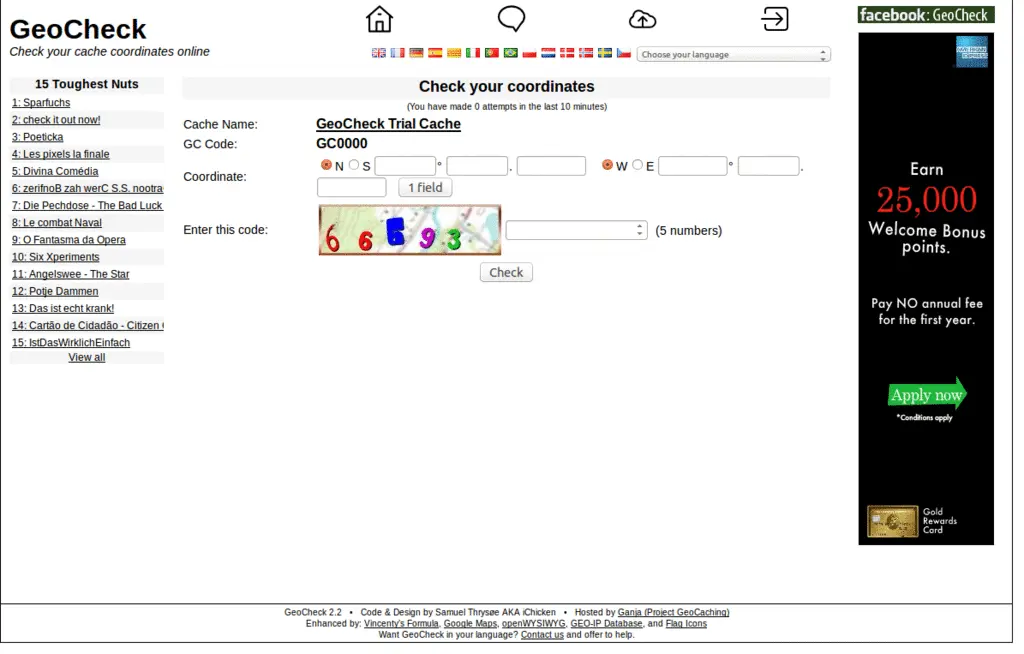 GeoCheck
Check your cache coordinates online
Choose your language
15 Toughest Nuts
1: Sparfuchs
2: check it out now!
3: Poeticka
4: Les pixels la finale
5: Divina Comédia
6: zerifnoB zah werC S.S. nootra
7: Die Pechdose - The Bad Luck
8: Le combat Naval
9: O Fantasma da Opera
10: Six Xperiments
11: Angelswee - The Star
12: Potje Dammen
13: Das ist echt krank!
14: Cartão de Cidadão - Citizen
15: IstDasWirklichEinfach
View all
Check your coordinates
(You have made 0 attempts in the last 10 minutes)
Cache Name: GeoCheck Trial Cache
GC Code: GC0000
Coordinate: N S ° . W E ° .
1 field
Enter this code: 6 6 9 3 (5 numbers)
Check
facebook: GeoCheck
AMERICAN EXPRESS
Earn
25,000
Welcome Bonus
points.
Pay NO annual fee
for the first year.
Apply now
*Conditions apply
Gold
Rewards
Card
GeoCheck 2.2 • Code & Design by Samuel Thrysøe AKA iChicken • Hosted by Ganja (Project GeoCaching)
Enhanced by: Vincenty's Formula, Google Maps, openWYSIWYG, GEO-IP Database, and Flag Icons
Want GeoCheck in your language? Contact us and offer to help.